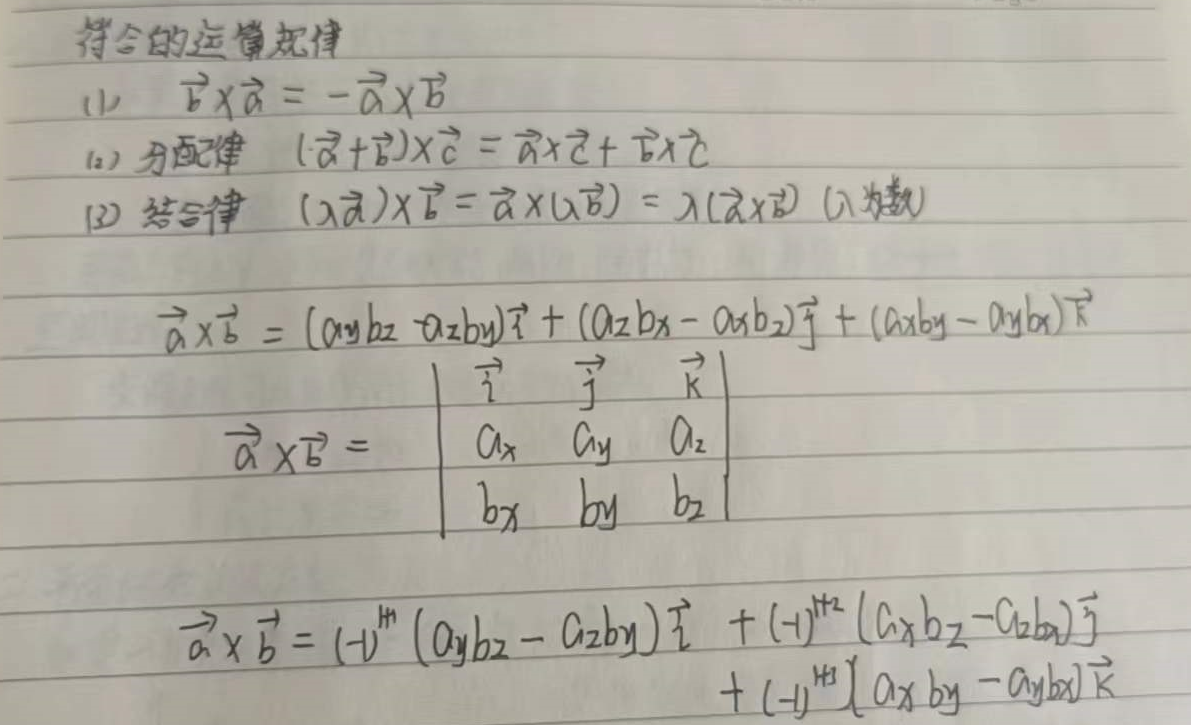 符合的运算规律
(1) $\vec{b}\times\vec{a}=-\vec{a}\times\vec{b}$
(2) 分配律 $(\vec{a}+\vec{b})\times\vec{c}=\vec{a}\times\vec{c}+\vec{b}\times\vec{c}$
(3) 结合律 $(\lambda\vec{a})\times\vec{b}=\vec{a}\times(\lambda\vec{b})=\lambda(\vec{a}\times\vec{b})$ (λ为数)
$\vec{a}\times\vec{b}=(a_yb_z-a_zb_y)\vec{i}+(a_zb_x-a_xb_z)\vec{j}+(a_xb_y-a_yb_x)\vec{k}$
$\vec{a}\times\vec{b}=\begin{vmatrix}\vec{i}&\vec{j}&\vec{k}\\a_x&a_y&a_z\\b_x&b_y&b_z\end{vmatrix}$
$\vec{a}\times\vec{b}=(-1)^{1+1}(a_yb_z-a_zb_y)\vec{i}+(-1)^{1+2}(a_xb_z-a_zb_x)\vec{j}$
$+(-1)^{1+3}(a_xb_y-a_yb_x)\vec{k}$